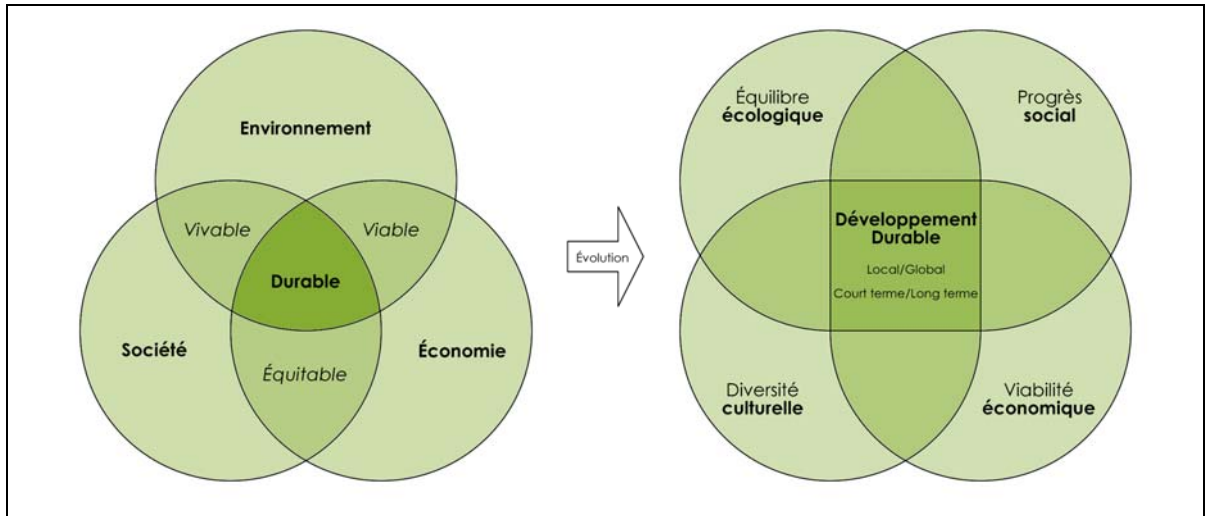 Environnement
Vivable
Viable
Durable
Société
Économie
Équitable
Évolution
Équilibre
écologique
Progrès
social
Développement
Durable
Local/Global
Court terme/Long terme
Diversité
culturelle
Viabilité
économique